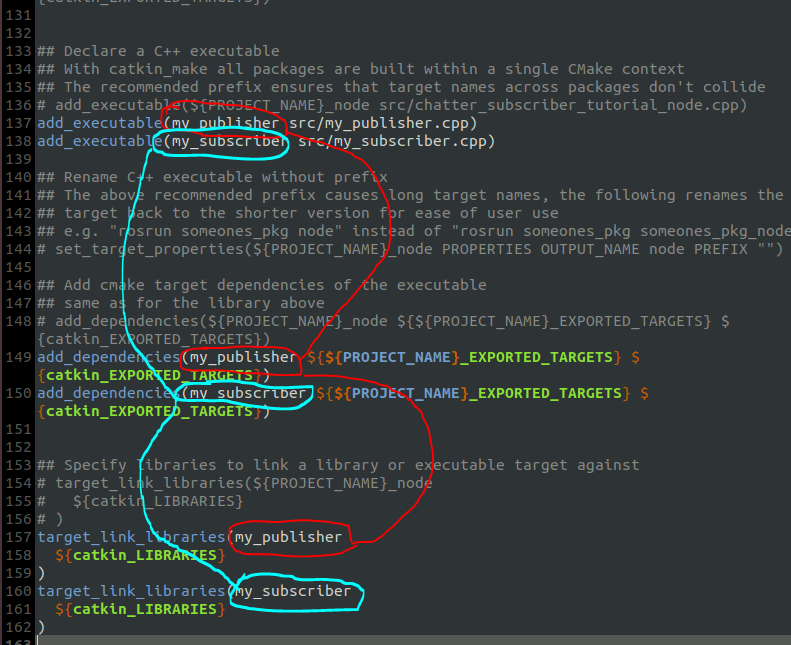 131
132
133 ## Declare a C++ executable
134 ## With catkin_make all packages are built within a single CMake context
135 ## The recommended prefix ensures that target names across packages don't collide
136 # add_executable(${PROJECT_NAME}_node src/chatter_subscriber_tutorial_node.cpp)
137 add_executable(my_publisher src/my_publisher.cpp)
138 add_executable(my_subscriber src/my_subscriber.cpp)
139
140 ## Rename C++ executable without prefix
141 ## The above recommended prefix causes long target names, the following renames the
142 ## target back to the shorter version for ease of user use
143 ## e.g. "rosrun someones_pkg node" instead of "rosrun someones_pkg someones_pkg_node
144 # set_target_properties(${PROJECT_NAME}_node PROPERTIES OUTPUT_NAME node PREFIX "")
145
146 ## Add cmake target dependencies of the executable
147 ## same as for the library above
148 # add_dependencies(${PROJECT_NAME}_node ${${PROJECT_NAME}_EXPORTED_TARGETS} $
{catkin_EXPORTED_TARGETS})
149 add_dependencies(my_publisher ${${PROJECT_NAME}_EXPORTED_TARGETS} $
{catkin_EXPORTED_TARGETS})
150 add_dependencies(my_subscriber ${${PROJECT_NAME}_EXPORTED_TARGETS} $
{catkin_EXPORTED_TARGETS})
151
152
153 ## Specify libraries to link a library or executable target against
154 # target_link_libraries(${PROJECT_NAME}_node
155 #   ${catkin_LIBRARIES}
156 # )
157 target_link_libraries(my_publisher
158   ${catkin_LIBRARIES}
159 )
160 target_link_libraries(my_subscriber
161   ${catkin_LIBRARIES}
162 )
163